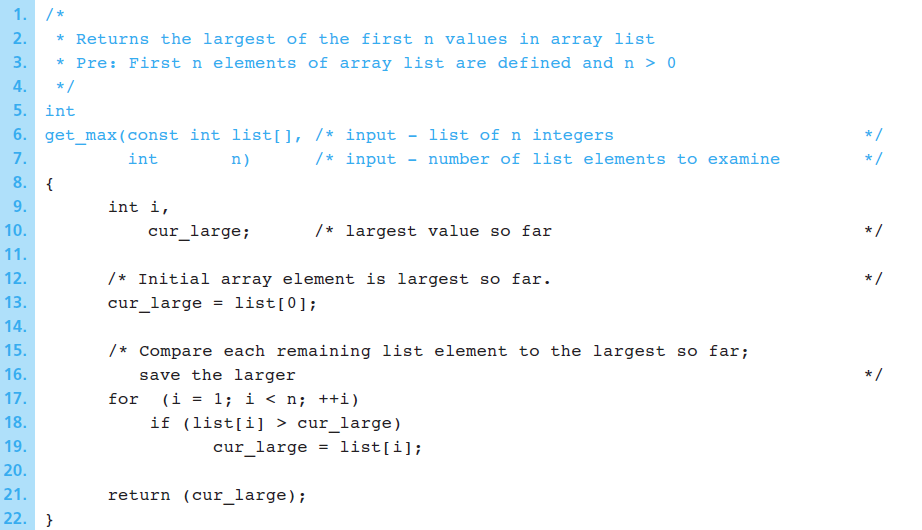 1. /*
2.  * Returns the largest of the first n values in array list
3.  * Pre: First n elements of array list are defined and n > 0
4.  */
5. int
6. get_max(const int list[], /* input - list of n integers */
7.         int       n)      /* input - number of list elements to examine */
8. {
9.       int i,
10.          cur_large;      /* largest value so far */
11.
12.      /* Initial array element is largest so far. */
13.      cur_large = list[0];
14.
15.      /* Compare each remaining list element to the largest so far;
16.         save the larger */
17.      for  (i = 1; i < n; ++i)
18.          if (list[i] > cur_large)
19.                cur_large = list[i];
20.
21.      return (cur_large);
22. }